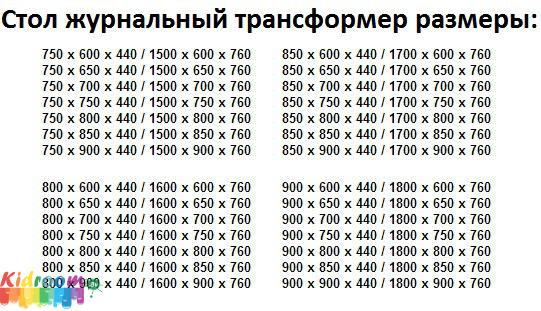 Стол журнальный трансформер размеры:
750 x 600 x 440 / 1500 x 600 x 760
750 x 650 x 440 / 1500 x 650 x 760
750 x 700 x 440 / 1500 x 700 x 760
750 x 750 x 440 / 1500 x 750 x 760
750 x 800 x 440 / 1500 x 800 x 760
750 x 850 x 440 / 1500 x 850 x 760
750 x 900 x 440 / 1500 x 900 x 760
850 x 600 x 440 / 1700 x 600 x 760
850 x 650 x 440 / 1700 x 650 x 760
850 x 700 x 440 / 1700 x 700 x 760
850 x 750 x 440 / 1700 x 750 x 760
850 x 800 x 440 / 1700 x 800 x 760
850 x 850 x 440 / 1700 x 850 x 760
850 x 900 x 440 / 1700 x 900 x 760
800 x 600 x 440 / 1600 x 600 x 760
800 x 650 x 440 / 1600 x 650 x 760
800 x 700 x 440 / 1600 x 700 x 760
800 x 750 x 440 / 1600 x 750 x 760
800 x 800 x 440 / 1600 x 800 x 760
800 x 850 x 440 / 1600 x 850 x 760
800 x 900 x 440 / 1600 x 900 x 760
900 x 600 x 440 / 1800 x 600 x 760
900 x 650 x 440 / 1800 x 650 x 760
900 x 700 x 440 / 1800 x 700 x 760
900 x 750 x 440 / 1800 x 750 x 760
900 x 800 x 440 / 1800 x 800 x 760
900 x 850 x 440 / 1800 x 850 x 760
900 x 900 x 440 / 1800 x 900 x 760
Kidroom